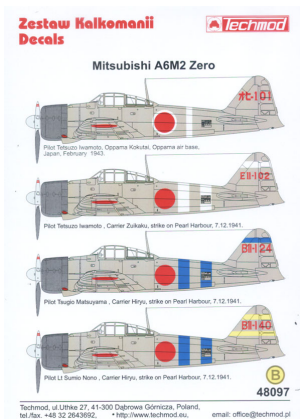 Zestaw Kalkomanii
Decals
Techmod
Mitsubishi A6M2 Zero
オヒ-101
Pilot Tetsuzo Iwamoto, Oppama Kokutai, Oppama air base,
Japan, February 1943.
EII-102
Pilot Tetsuzo Iwamoto , Carrier Zuikaku, strike on Pearl Harbour, 7.12.1941.
BII-124
Pilot Tsugio Matsuyama , Carrier Hiryu, strike on Pearl Harbour, 7.12.1941.
BII-140
Pilot Lt Sumio Nono , Carrier Hiryu, strike on Pearl Harbour, 7.12.1941.
B
48097
Techmod, ul.Uthke 27, 41-300 Dąbrowa Górnicza, Poland,
tel./fax. +48 32 2643692, * http://www.techmod.pl, email: office@techmod.pl